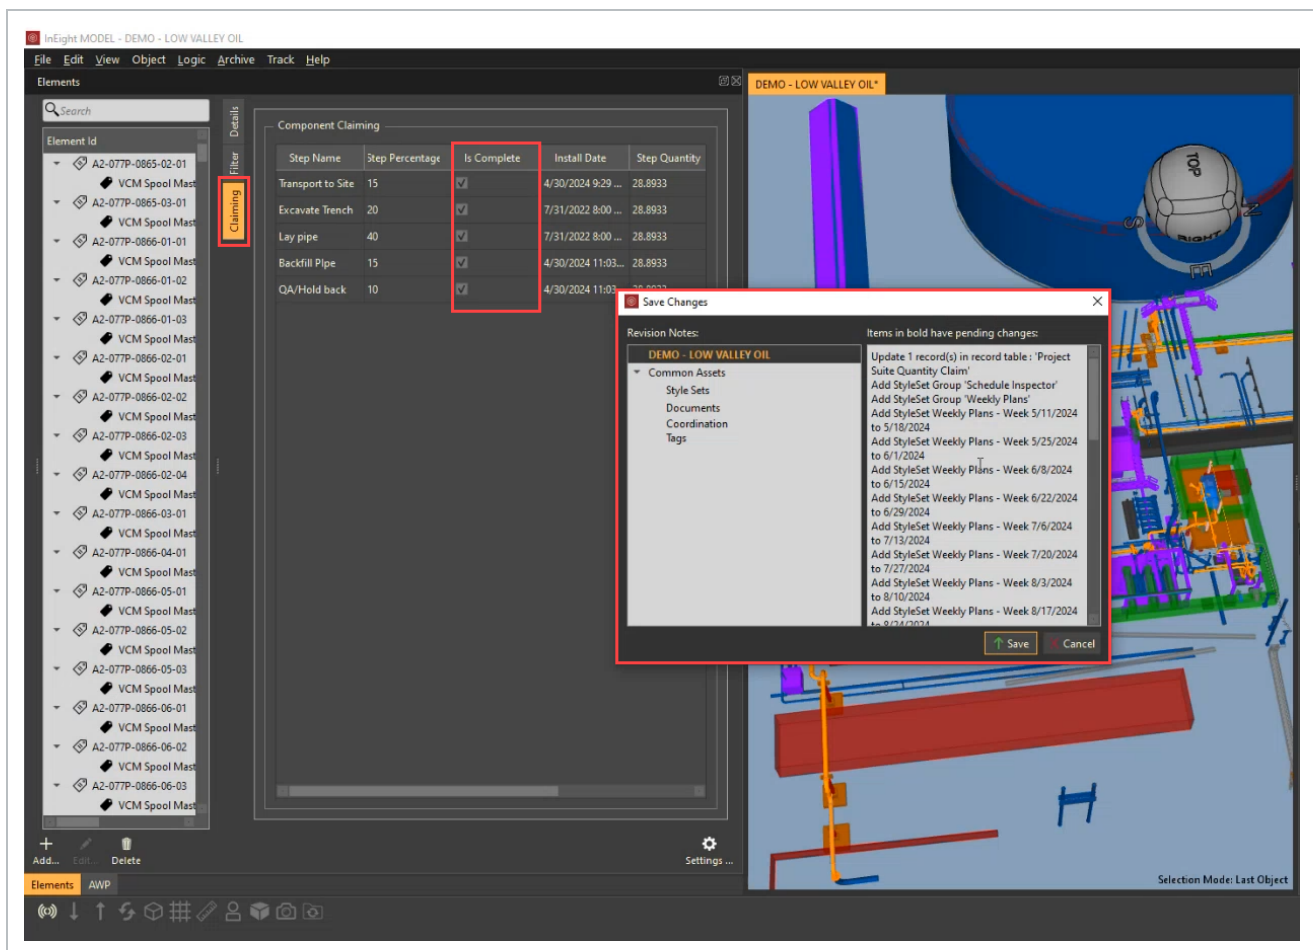 InEight MODEL - DEMO - LOW VALLEY OIL
File Edit View Object Logic Archive Track Help
Elements
Search
Element Id
A2-077P-0865-02-01
VCM Spool Mast
A2-077P-0865-03-01
VCM Spool Mast
A2-077P-0866-01-01
VCM Spool Mast
A2-077P-0866-01-02
VCM Spool Mast
A2-077P-0866-01-03
VCM Spool Mast
A2-077P-0866-02-01
VCM Spool Mast
A2-077P-0866-02-02
VCM Spool Mast
A2-077P-0866-02-03
VCM Spool Mast
A2-077P-0866-02-04
VCM Spool Mast
A2-077P-0866-03-01
VCM Spool Mast
A2-077P-0866-04-01
VCM Spool Mast
A2-077P-0866-05-01
VCM Spool Mast
A2-077P-0866-05-02
VCM Spool Mast
A2-077P-0866-05-03
VCM Spool Mast
A2-077P-0866-06-01
VCM Spool Mast
A2-077P-0866-06-02
VCM Spool Mast
A2-077P-0866-06-03
VCM Spool Mast
Add... Edit... Delete
Elements AWP
Details
Filter
Claiming
Component Claiming
Step Name Step Percentage Is Complete Install Date Step Quantity
Transport to Site 15 4/30/2024 9:29 ... 28.8933
Excavate Trench 20 7/31/2022 8:00 ... 28.8933
Lay pipe 40 7/31/2022 8:00 ... 28.8933
Backfill PIpe 15 4/30/2024 11:03... 28.8933
QA/Hold back 10 4/30/2024 11:03... 28.8933
Settings ...
Save Changes
Revision Notes:
DEMO - LOW VALLEY OIL
Common Assets
Style Sets
Documents
Coordination
Tags
Items in bold have pending changes:
Update 1 record(s) in record table : 'Project
Suite Quantity Claim'
Add StyleSet Group 'Schedule Inspector'
Add StyleSet Group 'Weekly Plans'
Add StyleSet Weekly Plans - Week 5/11/2024
to 5/18/2024
Add StyleSet Weekly Plans - Week 5/25/2024
to 6/1/2024
Add StyleSet Weekly Plans - Week 6/8/2024
to 6/15/2024
Add StyleSet Weekly Plans - Week 6/22/2024
to 6/29/2024
Add StyleSet Weekly Plans - Week 7/6/2024
to 7/13/2024
Add StyleSet Weekly Plans - Week 7/20/2024
to 7/27/2024
Add StyleSet Weekly Plans - Week 8/3/2024
to 8/10/2024
Add StyleSet Weekly Plans - Week 8/17/2024
to 8/24/2024
Save Cancel
DEMO - LOW VALLEY OIL*
TOP
RIGHT
S
N
E
Selection Mode: Last Object